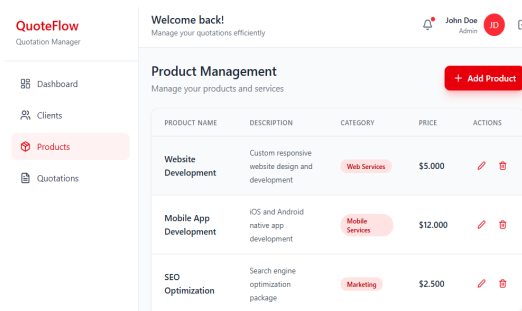 QuoteFlow
Quotation Manager
Dashboard
Clients
Products
Quotations
Welcome back!
Manage your quotations efficiently
John Doe
Admin
JD
Product Management
Manage your products and services
+ Add Product
PRODUCT NAME DESCRIPTION CATEGORY PRICE ACTIONS
Website
Development
Custom responsive
website design and
development
Web Services
$5.000
Mobile App
Development
iOS and Android
native app
development
Mobile
Services
$12.000
SEO
Optimization
Search engine
optimization
package
Marketing
$2.500